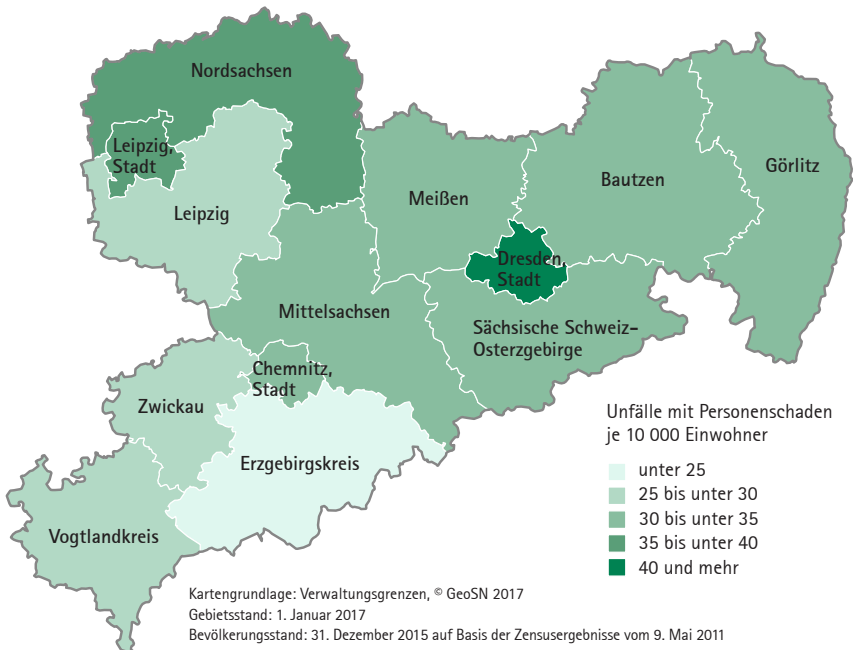 Nordsachsen
Leipzig,
Stadt
Leipzig
Meißen
Bautzen
Görlitz
Dresden,
Stadt
Mittelsachsen
Sächsische Schweiz-
Osterzgebirge
Chemnitz,
Stadt
Zwickau
Erzgebirgskreis
Vogtlandkreis
Unfälle mit Personenschaden
je 10 000 Einwohner
unter 25
25 bis unter 30
30 bis unter 35
35 bis unter 40
40 und mehr
Kartengrundlage: Verwaltungsgrenzen, © GeoSN 2017
Gebietsstand: 1. Januar 2017
Bevölkerungsstand: 31. Dezember 2015 auf Basis der Zensusergebnisse vom 9. Mai 2011